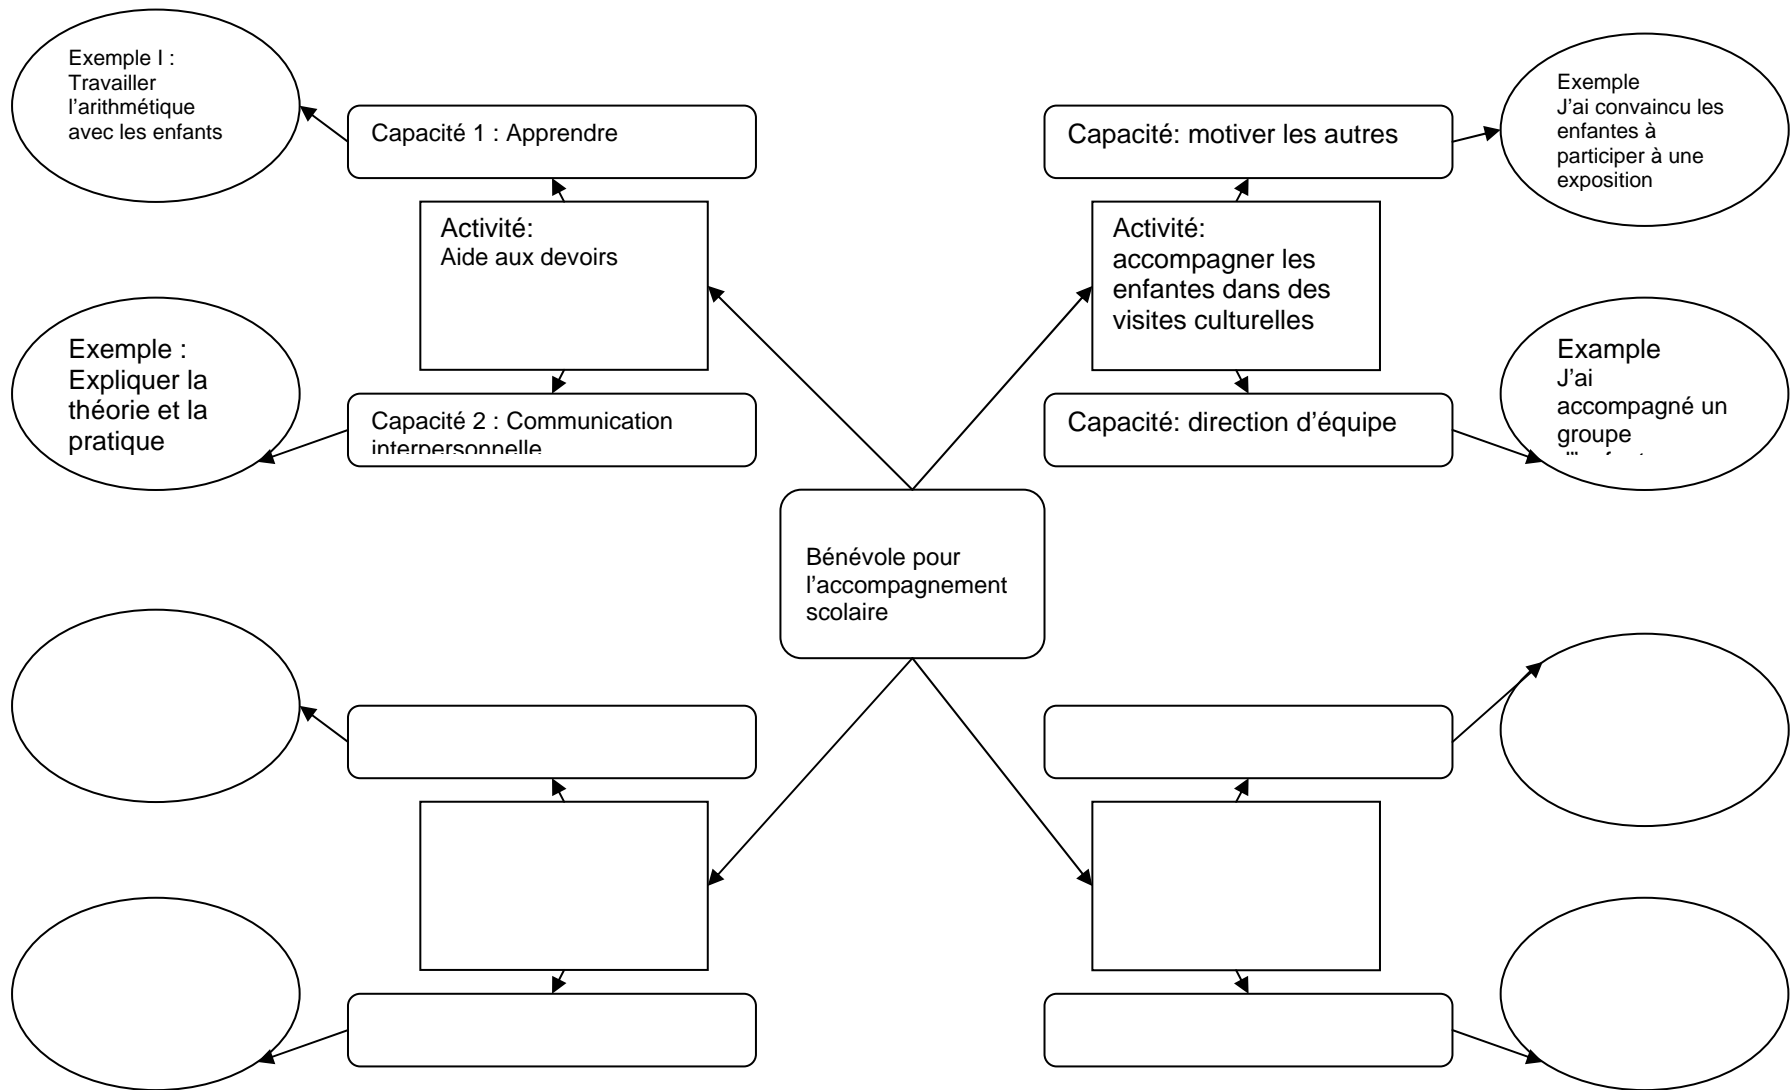 Exemple I :
Travailler
l'arithmétique
avec les enfants
Capacité 1 : Apprendre
Capacité: motiver les autres
Exemple
J'ai convaincu les
enfantes à
participer à une
exposition
Activité:
Aide aux devoirs
Activité:
accompagner les
enfantes dans des
visites culturelles
Exemple :
Expliquer la
théorie et la
pratique
Capacité 2 : Communication
interpersonnelle
Capacité: direction d'équipe
Example
J'ai
accompagné un
groupe
Bénévole pour
l'accompagnement
scolaire